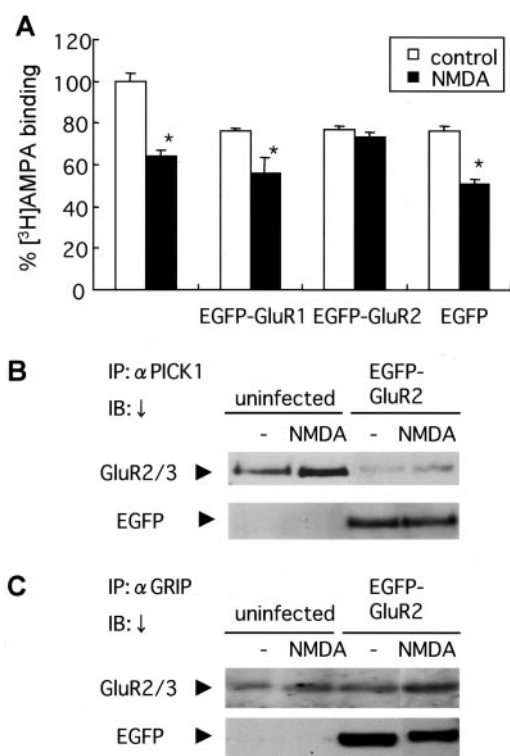 A
120
100
80
60
40
20
0
% [³H]AMPA binding
control
NMDA
*
*
*
EGFP-GluR1 EGFP-GluR2 EGFP
B
IP: α PICK1
IB: ↓
uninfected
EGFP-
GluR2
- NMDA - NMDA
GluR2/3 ►
EGFP ►
C
IP: α GRIP
IB: ↓
uninfected
EGFP-
GluR2
- NMDA - NMDA
GluR2/3 ►
EGFP ►